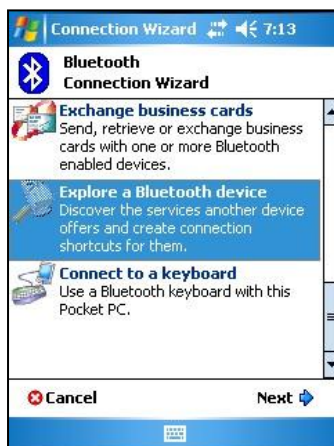 Connection Wizard 7:13
Bluetooth
Connection Wizard
Exchange business cards
Send, retrieve or exchange business
cards with one or more Bluetooth
enabled devices.
Explore a Bluetooth device
Discover the services another device
offers and create connection
shortcuts for them.
Connect to a keyboard
Use a Bluetooth keyboard with this
Pocket PC.
Cancel Next